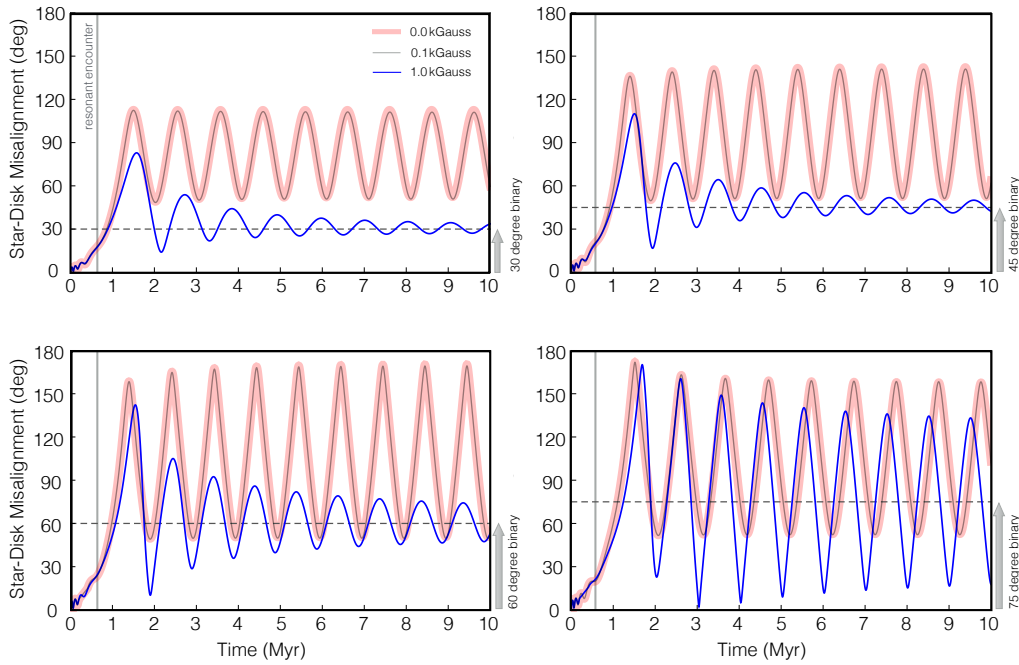 180
150
120
90
60
30
0
Star-Disk Misalignment (deg)
resonant encounter
0.0kGauss
0.1kGauss
1.0kGauss
0 1 2 3 4 5 6 7 8 9 10
30 degree binary
180
150
120
90
60
30
0
0 1 2 3 4 5 6 7 8 9 10
45 degree binary
180
150
120
90
60
30
0
Star-Disk Misalignment (deg)
0 1 2 3 4 5 6 7 8 9 10
Time (Myr)
60 degree binary
180
150
120
90
60
30
0
0 1 2 3 4 5 6 7 8 9 10
Time (Myr)
75 degree binary